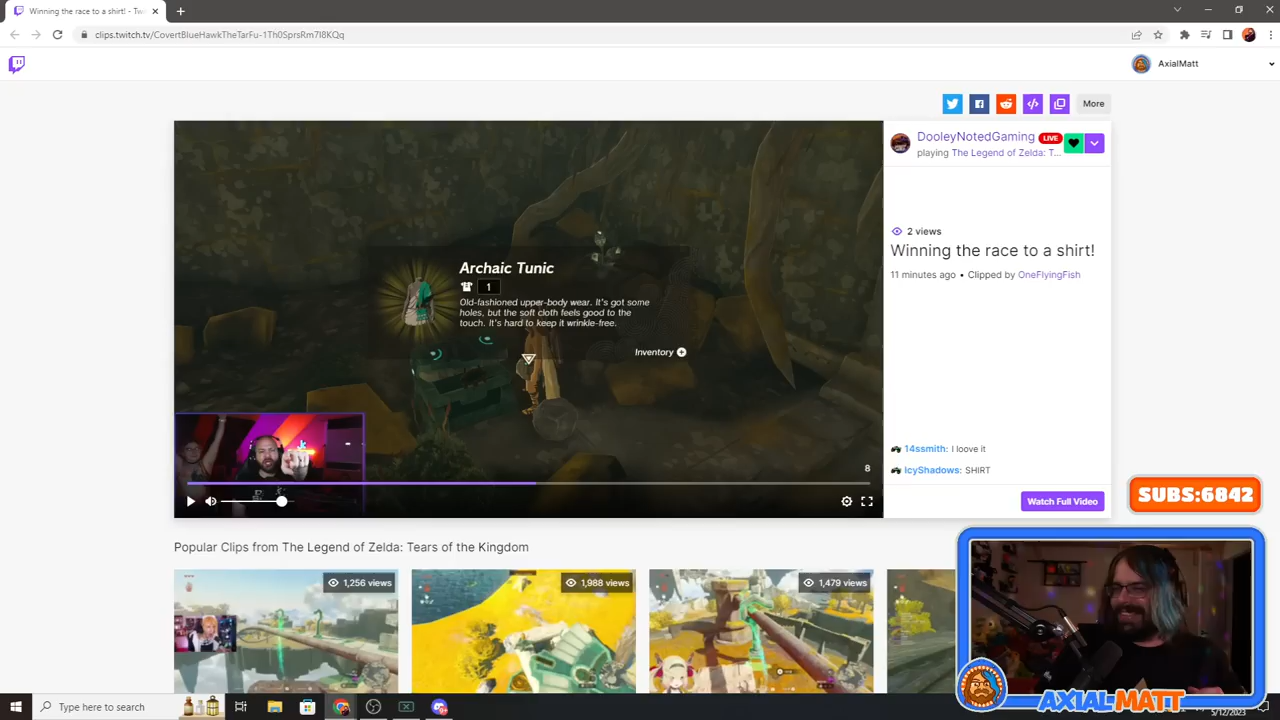 Winning the race to a shirt! - Twi
clips.twitch.tv/CovertBlueHawkTheTarFu-1Th0SprsRm7I8KQq
AxialMatt
More
DooleyNotedGaming LIVE
playing The Legend of Zelda: T...
2 views
Winning the race to a shirt!
11 minutes ago • Clipped by OneFlyingFish
Archaic Tunic
1
Old-fashioned upper-body wear. It's got some
holes, but the soft cloth feels good to the
touch. It's hard to keep it wrinkle-free.
Inventory
14ssmith: I loove it
IcyShadows: SHIRT
8
Watch Full Video
SUBS:6842
Popular Clips from The Legend of Zelda: Tears of the Kingdom
1,256 views
1,988 views
1,479 views
AXIAL-MATT
Type here to search
5/12/2023